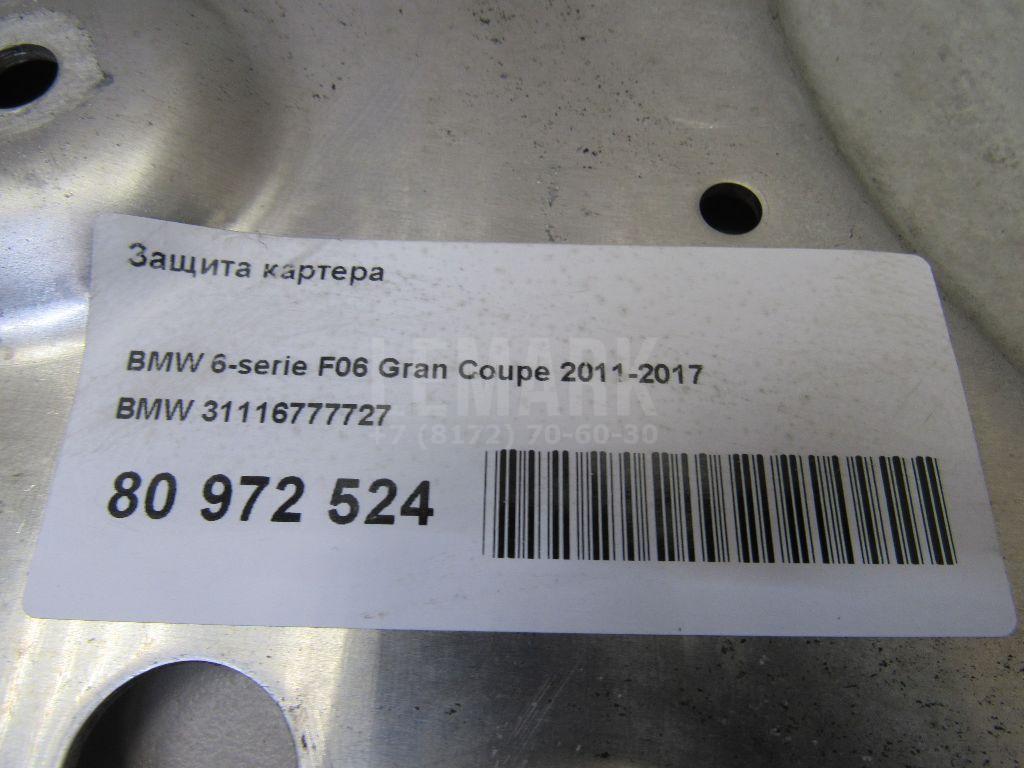 Защита картера
BMW 6-serie F06 Gran Coupe 2011-2017
LEMARK
BMW 31116777727
+7 (8172) 70-60-30
80 972 524